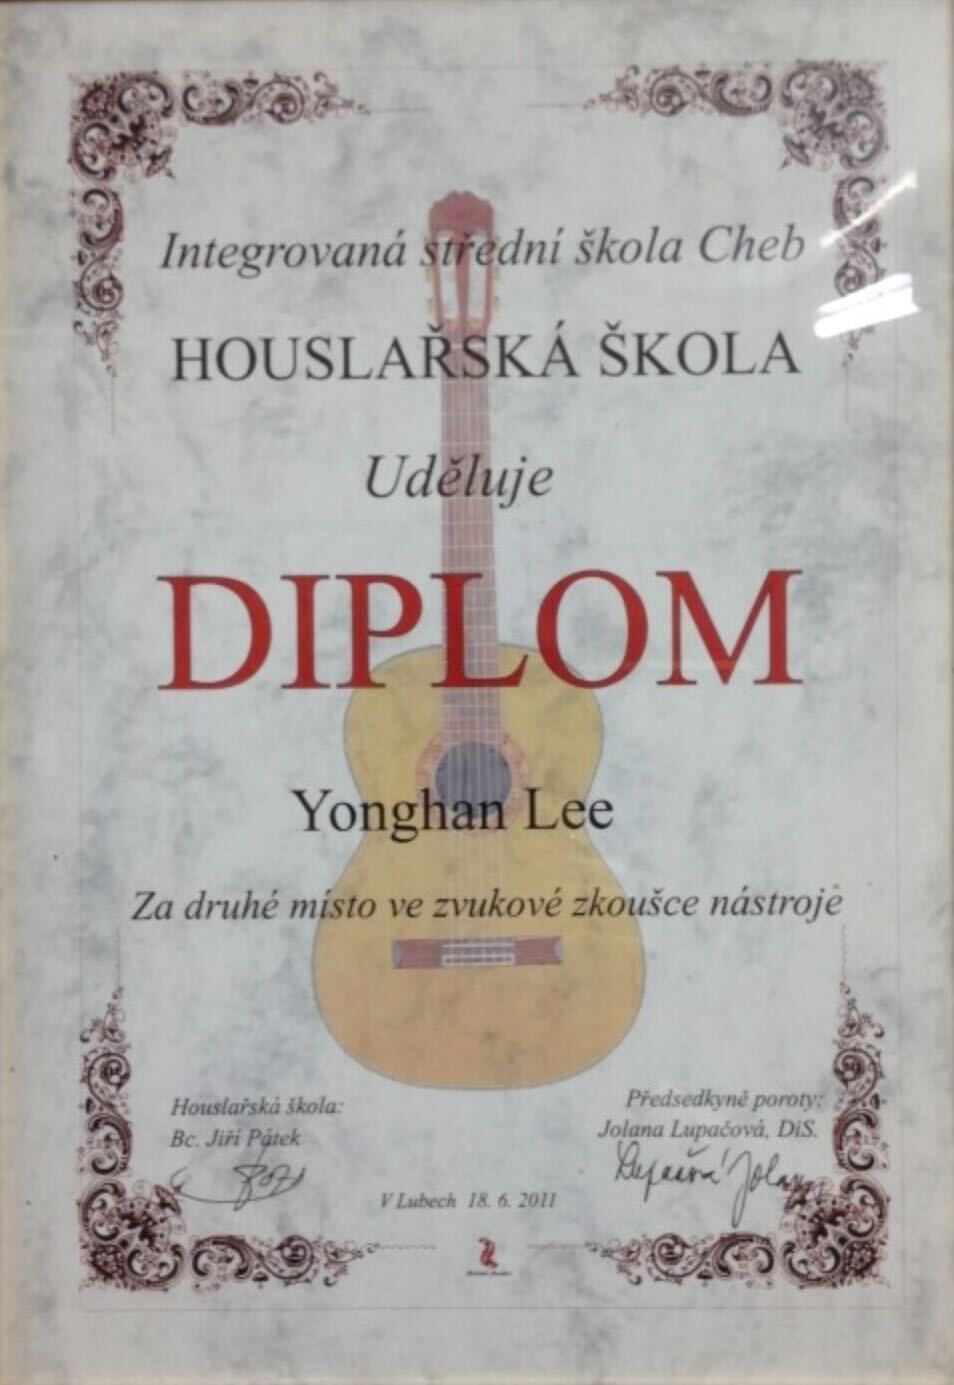 Integrovaná střední škola Cheb
HOUSLAŘSKÁ ŠKOLA
Uděluje
DIPLOM
Yonghan Lee
Za druhé místo ve zvukové zkoušce nástroje
Houslařská škola:
Bc. Jiří Pátek
Předsedkyně poroty:
Jolana Lupačová, DiS.
Lupačová Jolana
V Lubech 18. 6. 2011